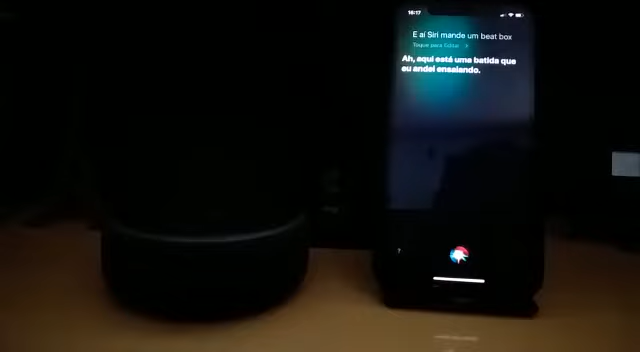 16:17
E aí Siri mande um beat box
Toque para Editar >
Ah, aqui está uma batida que
eu andei ensaiando.